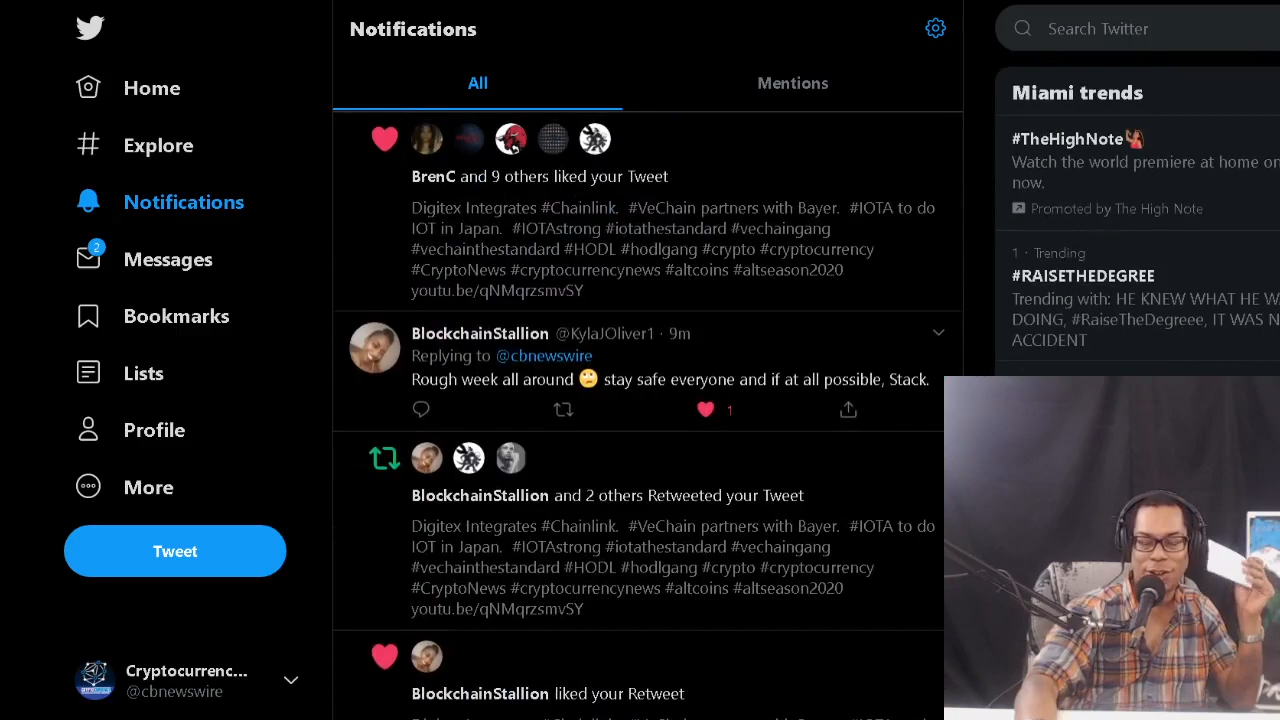 Home
Explore
Notifications
2
Messages
Bookmarks
Lists
Profile
More
Tweet
Cryptocurrenc...
@cbnewswire
Notifications
All
Mentions
BrenC and 9 others liked your Tweet
Digitex Integrates #Chainlink. #VeChain partners with Bayer. #IOTA to do
IOT in Japan. #IOTAstrong #iotathestandard #vechaingang
#vechainthestandard #HODL #hodlgang #crypto #cryptocurrency
#CryptoNews #cryptocurrencynews #altcoins #altseason2020
youtu.be/qNMqrzsmvSY
BlockchainStallion @KylaJOliver1 · 9m
Replying to @cbnewswire
Rough week all around 🙁 stay safe everyone and if at all possible, Stack.
1
BlockchainStallion and 2 others Retweeted your Tweet
Digitex Integrates #Chainlink. #VeChain partners with Bayer. #IOTA to do
IOT in Japan. #IOTAstrong #iotathestandard #vechaingang
#vechainthestandard #HODL #hodlgang #crypto #cryptocurrency
#CryptoNews #cryptocurrencynews #altcoins #altseason2020
youtu.be/qNMqrzsmvSY
BlockchainStallion liked your Retweet
Search Twitter
Miami trends
#TheHighNote
Watch the world premiere at home on
now.
Promoted by The High Note
1 · Trending
#RAISETHEDEGREE
Trending with: HE KNEW WHAT HE W
DOING, #RaiseTheDegreee, IT WAS N
ACCIDENT